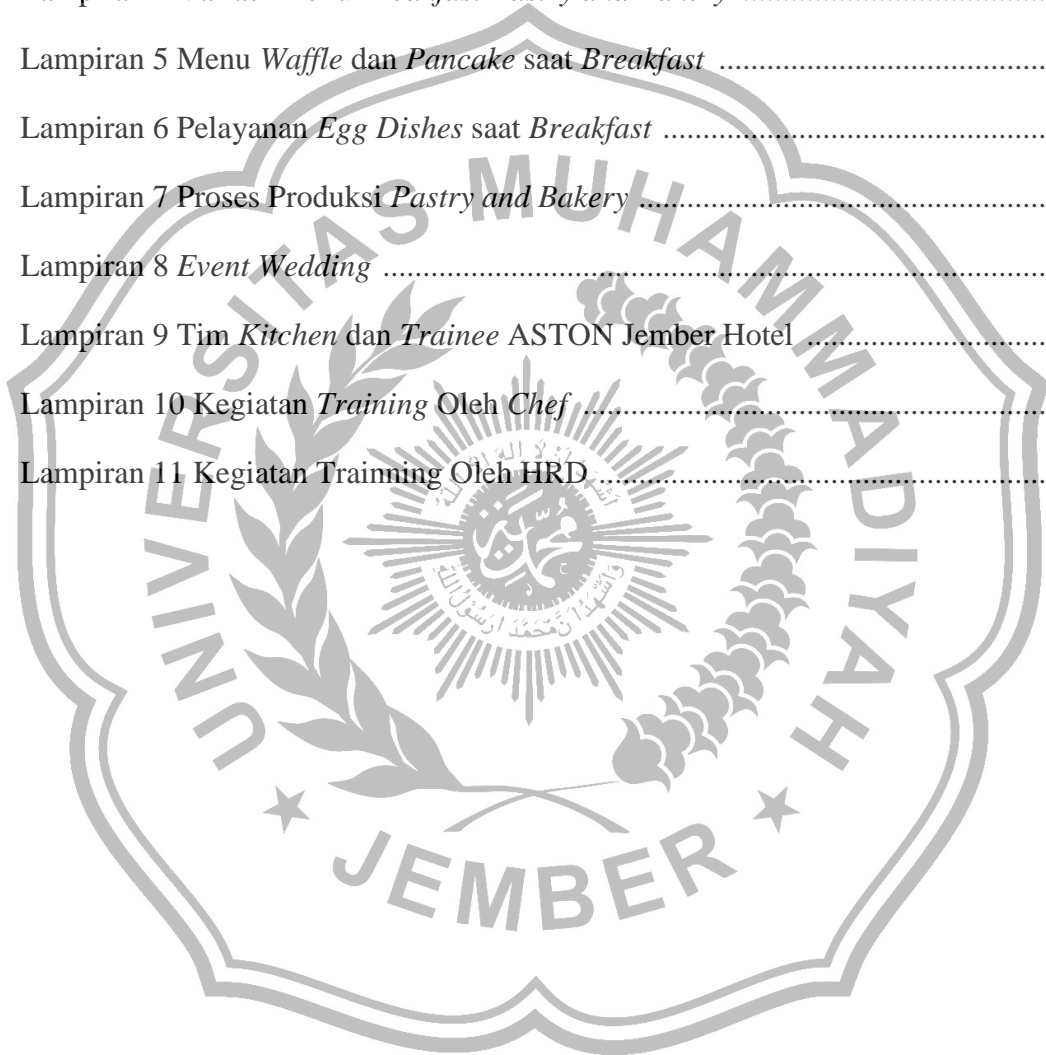 Lampiran 5 Menu Waffle dan Pancake saat Breakfast ........................................
Lampiran 6 Pelayanan Egg Dishes saat Breakfast ...............................................
Lampiran 7 Proses Produksi Pastry and Bakery ..................................................
Lampiran 8 Event Wedding ..................................................................................
Lampiran 9 Tim Kitchen dan Trainee ASTON Jember Hotel ..............................
Lampiran 10 Kegiatan Training Oleh Chef .........................................................
Lampiran 11 Kegiatan Trainning Oleh HRD .......................................................
UNIVERSITAS MUHAMMADIYAH
JEMBER